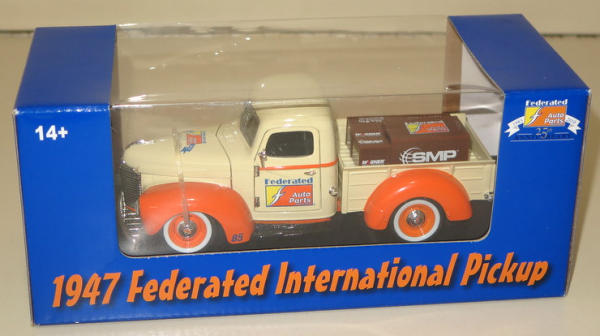 14+
Federated
Auto
Parts
25
Federated
Auto
Parts
SMP
85
1947 Federated International Pickup